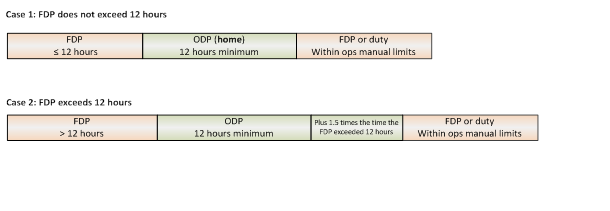 Case 1: FDP does not exceed 12 hours
FDP
≤ 12 hours
ODP (home)
12 hours minimum
FDP or duty
Within ops manual limits
Case 2: FDP exceeds 12 hours
FDP
> 12 hours
ODP
12 hours minimum
Plus 1.5 times the time the
FDP exceeded 12 hours
FDP or duty
Within ops manual limits